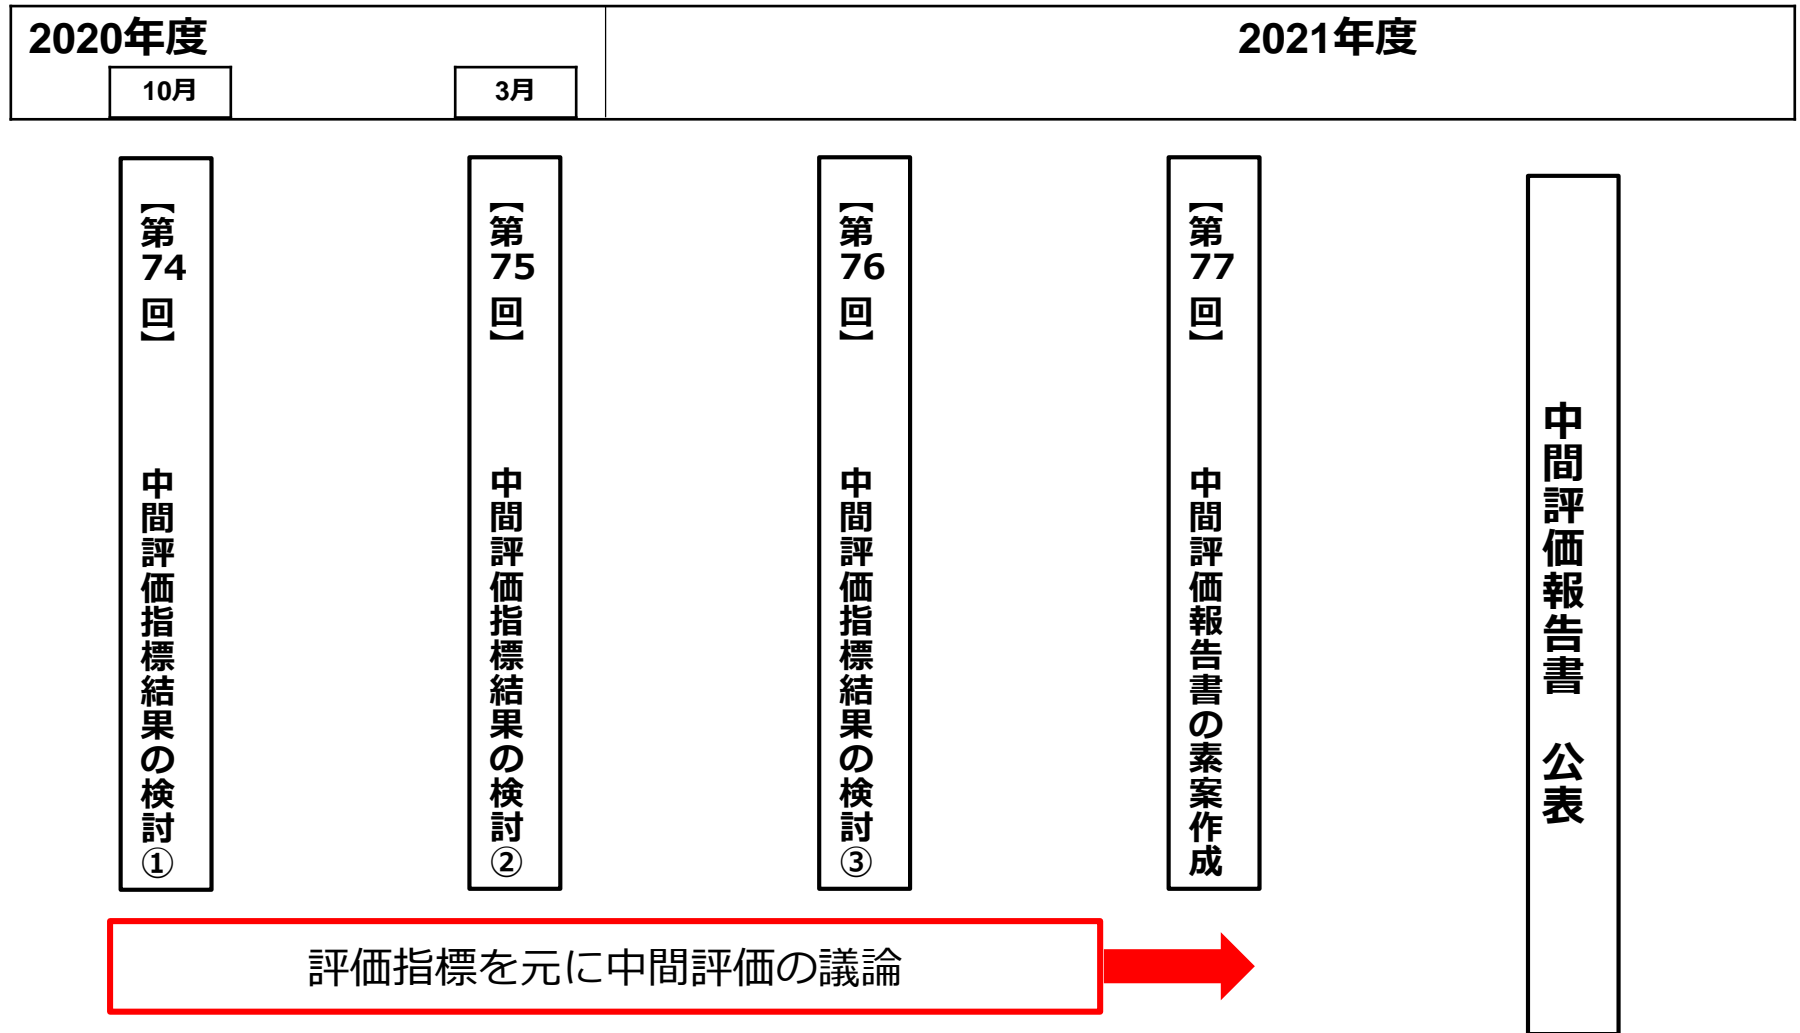 2020年度
2021年度
10月
3月
【第74回】　中間評価指標結果の検討①
【第75回】　中間評価指標結果の検討②
【第76回】　中間評価指標結果の検討③
【第77回】　中間評価報告書の素案作成
中間評価報告書　公表
評価指標を元に中間評価の議論